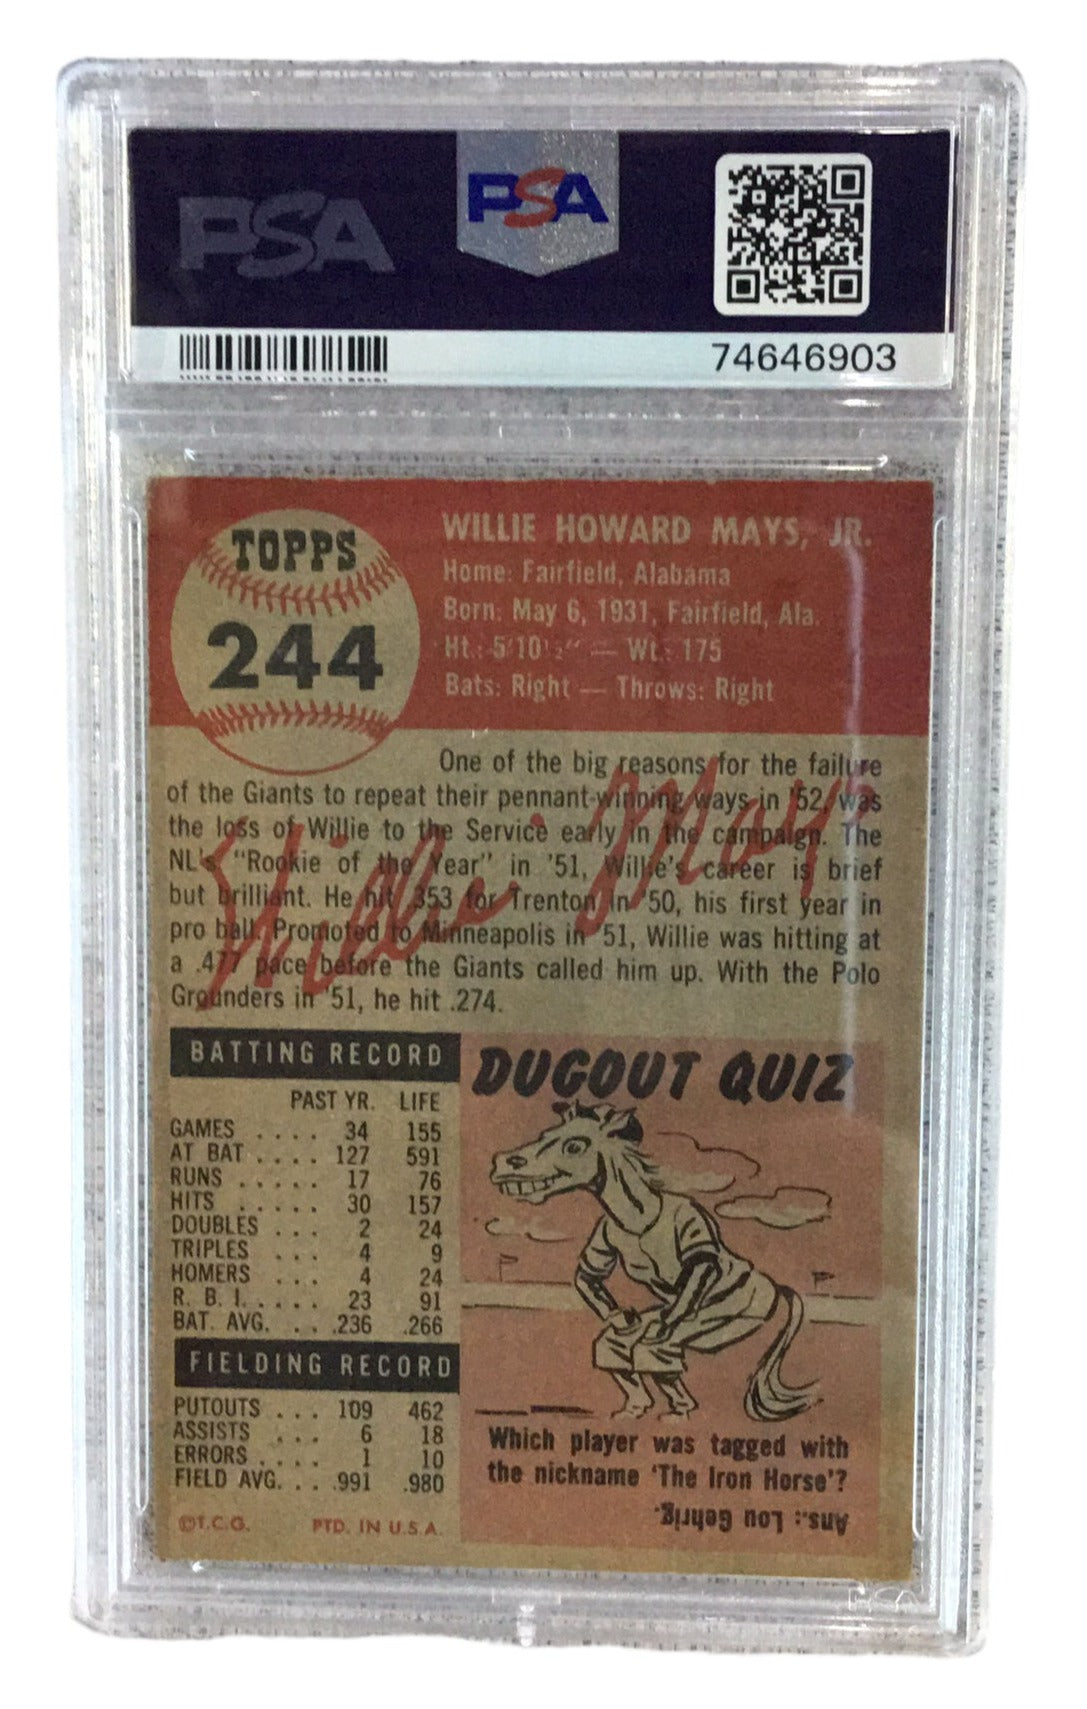 PSA
PSA
74646903
TOPPS
244
WILLIE HOWARD MAYS, JR.
Home: Fairfield, Alabama
Born: May 6, 1931, Fairfield, Ala.
Ht.: 5'10½" — Wt.: 175
Bats: Right — Throws: Right
One of the big reasons for the failure
of the Giants to repeat their pennant-winning ways in '52, was
the loss of Willie to the Service early in the campaign. The
NL's "Rookie of the Year" in '51, Willie's career is brief
but brilliant. He hit .353 for Trenton in '50, his first year in
pro ball. Promoted to Minneapolis in '51, Willie was hitting at
a .477 pace before the Giants called him up. With the Polo
Grounders in '51, he hit .274.
Willie Mays
BATTING RECORD
PAST YR. LIFE
GAMES . . . . 34 155
AT BAT . . . . 127 591
RUNS . . . . . 17 76
HITS . . . . . 30 157
DOUBLES . . . 2 24
TRIPLES . . . 4 9
HOMERS . . . 4 24
R. B. I. . . . . 23 91
BAT. AVG. . . .236 .266
FIELDING RECORD
PUTOUTS . . . 109 462
ASSISTS . . . 6 18
ERRORS . . . . 1 10
FIELD AVG. . . .991 .980
©T.C.G. PTD. IN U.S.A.
DUGOUT QUIZ
Which player was tagged with
the nickname 'The Iron Horse'?
Ans.: Lou Gehrig.
PSA